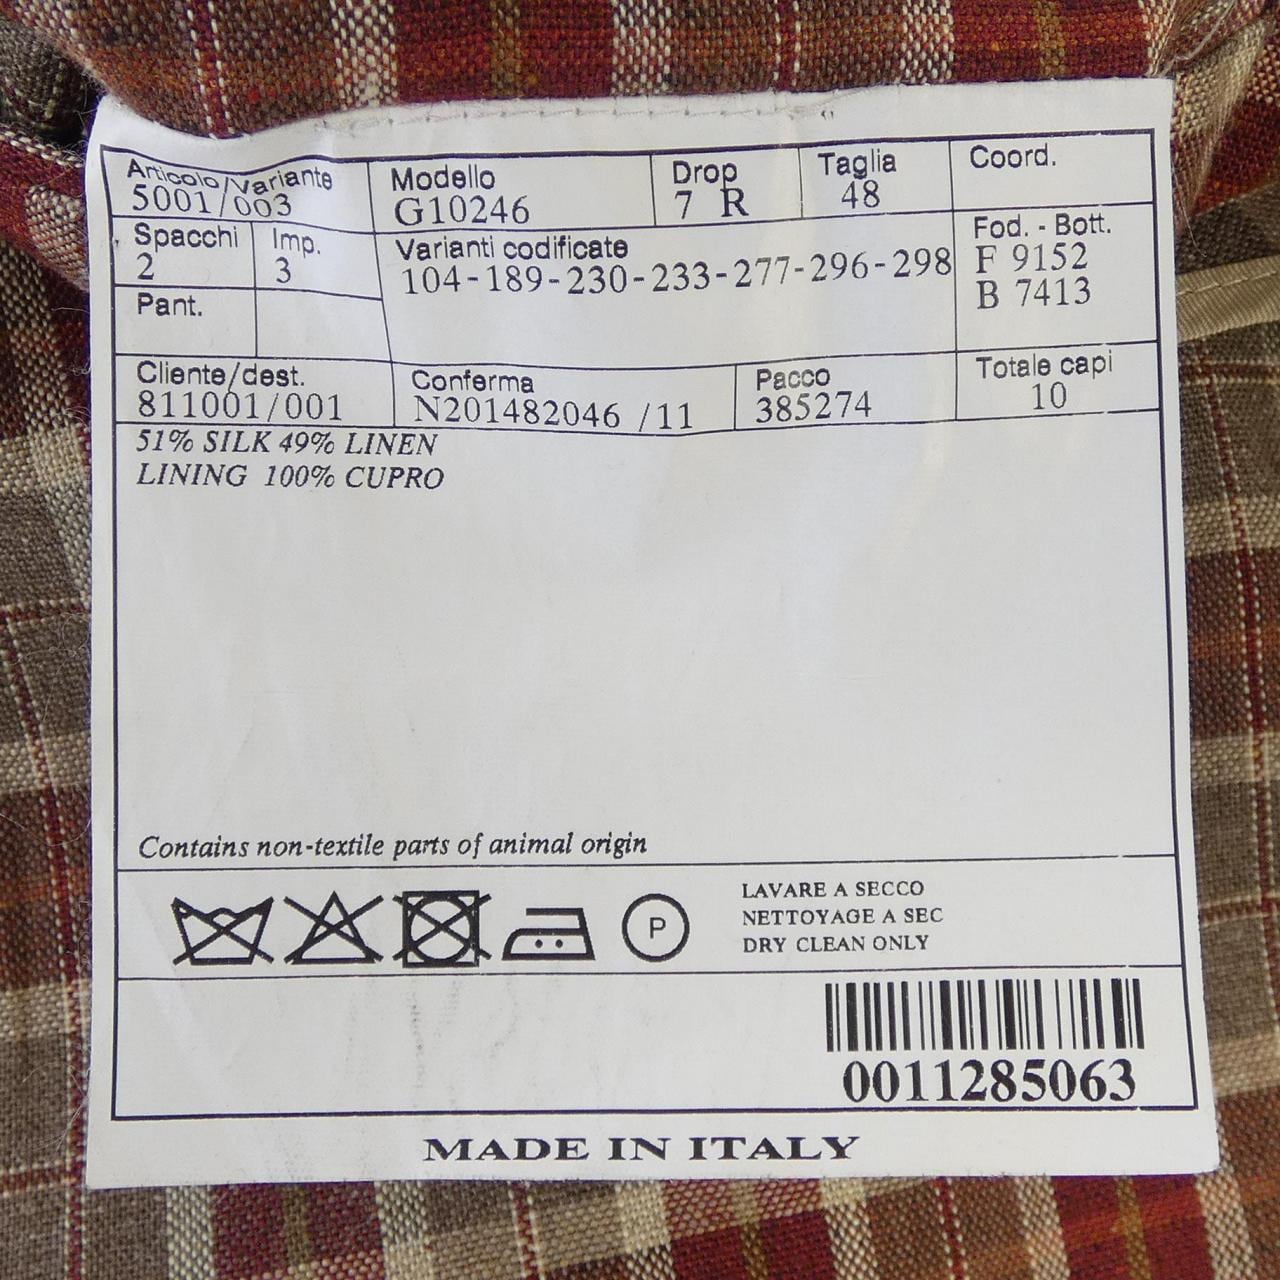 Articolo/Variante Modello Drop Taglia Coord.
5001/003 G10246 7 R 48
Spacchi Imp. Varianti codificate Fod. - Bott.
2 3 104-189-230-233-277-296-298 F 9152
Pant. B 7413
Cliente/dest. Conferma Pacco Totale capi
811001/001 N201482046 /11 385274 10
51% SILK 49% LINEN
LINING 100% CUPRO
Contains non-textile parts of animal origin
P
LAVARE A SECCO
NETTOYAGE A SEC
DRY CLEAN ONLY
0011285063
MADE IN ITALY